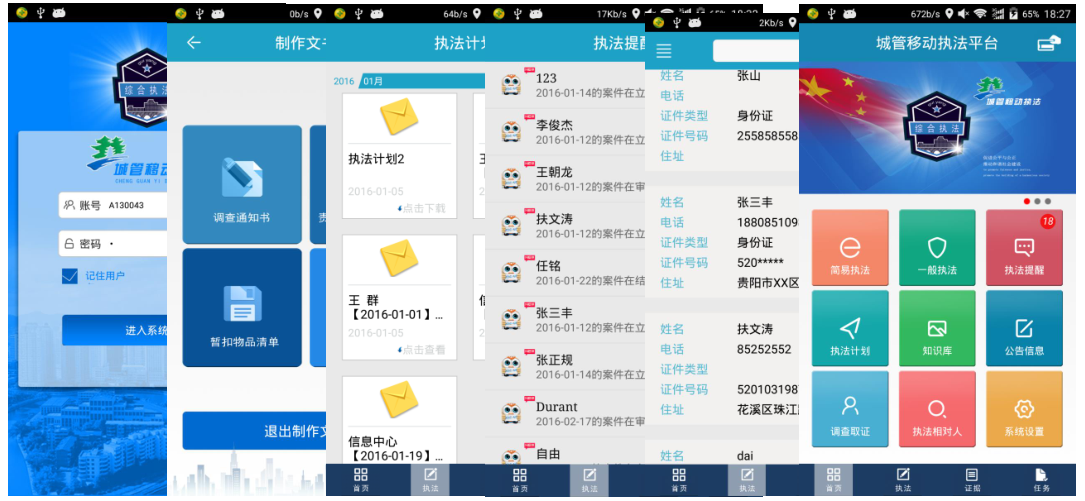 综合执法
城管移动
CHENG GUAN YI D
账号 A130043
密码
记住用户
进入系统
0b/s
制作文书
调查通知书
暂扣物品清单
退出制作文
64b/s
执法计
2016 01月
执法计划2
2016-01-05
点击下载
王 群
【2016-01-01】...
2016-01-05
点击查看
信息中心
【2016-01-19】...
首页
执法
17Kb/s
执法提醒
123
2016-01-14的案件在立
李俊杰
2016-01-12的案件在立
王朝龙
2016-01-12的案件在审
扶文涛
2016-01-12的案件在立
任铭
2016-01-22的案件在结
张三丰
2016-01-12的案件在立
张正规
2016-01-14的案件在立
Durant
2016-02-17的案件在审
自由
首页
执法
2Kb/s
姓名 张山
电话
证件类型 身份证
证件号码 255858558
住址
姓名 张三丰
电话 188085109
证件类型 身份证
证件号码 520*****
住址 贵阳市XX区
姓名 扶文涛
电话 85252552
证件类型
证件号码 520103198
住址 花溪区珠江
姓名 dai
首页
执法
672b/s 65% 18:27
城管移动执法平台
综合执法
城管移动执法
简易执法
一般执法
18
执法提醒
执法计划
知识库
公告信息
调查取证
执法相对人
系统设置
首页
执法
证据
任务